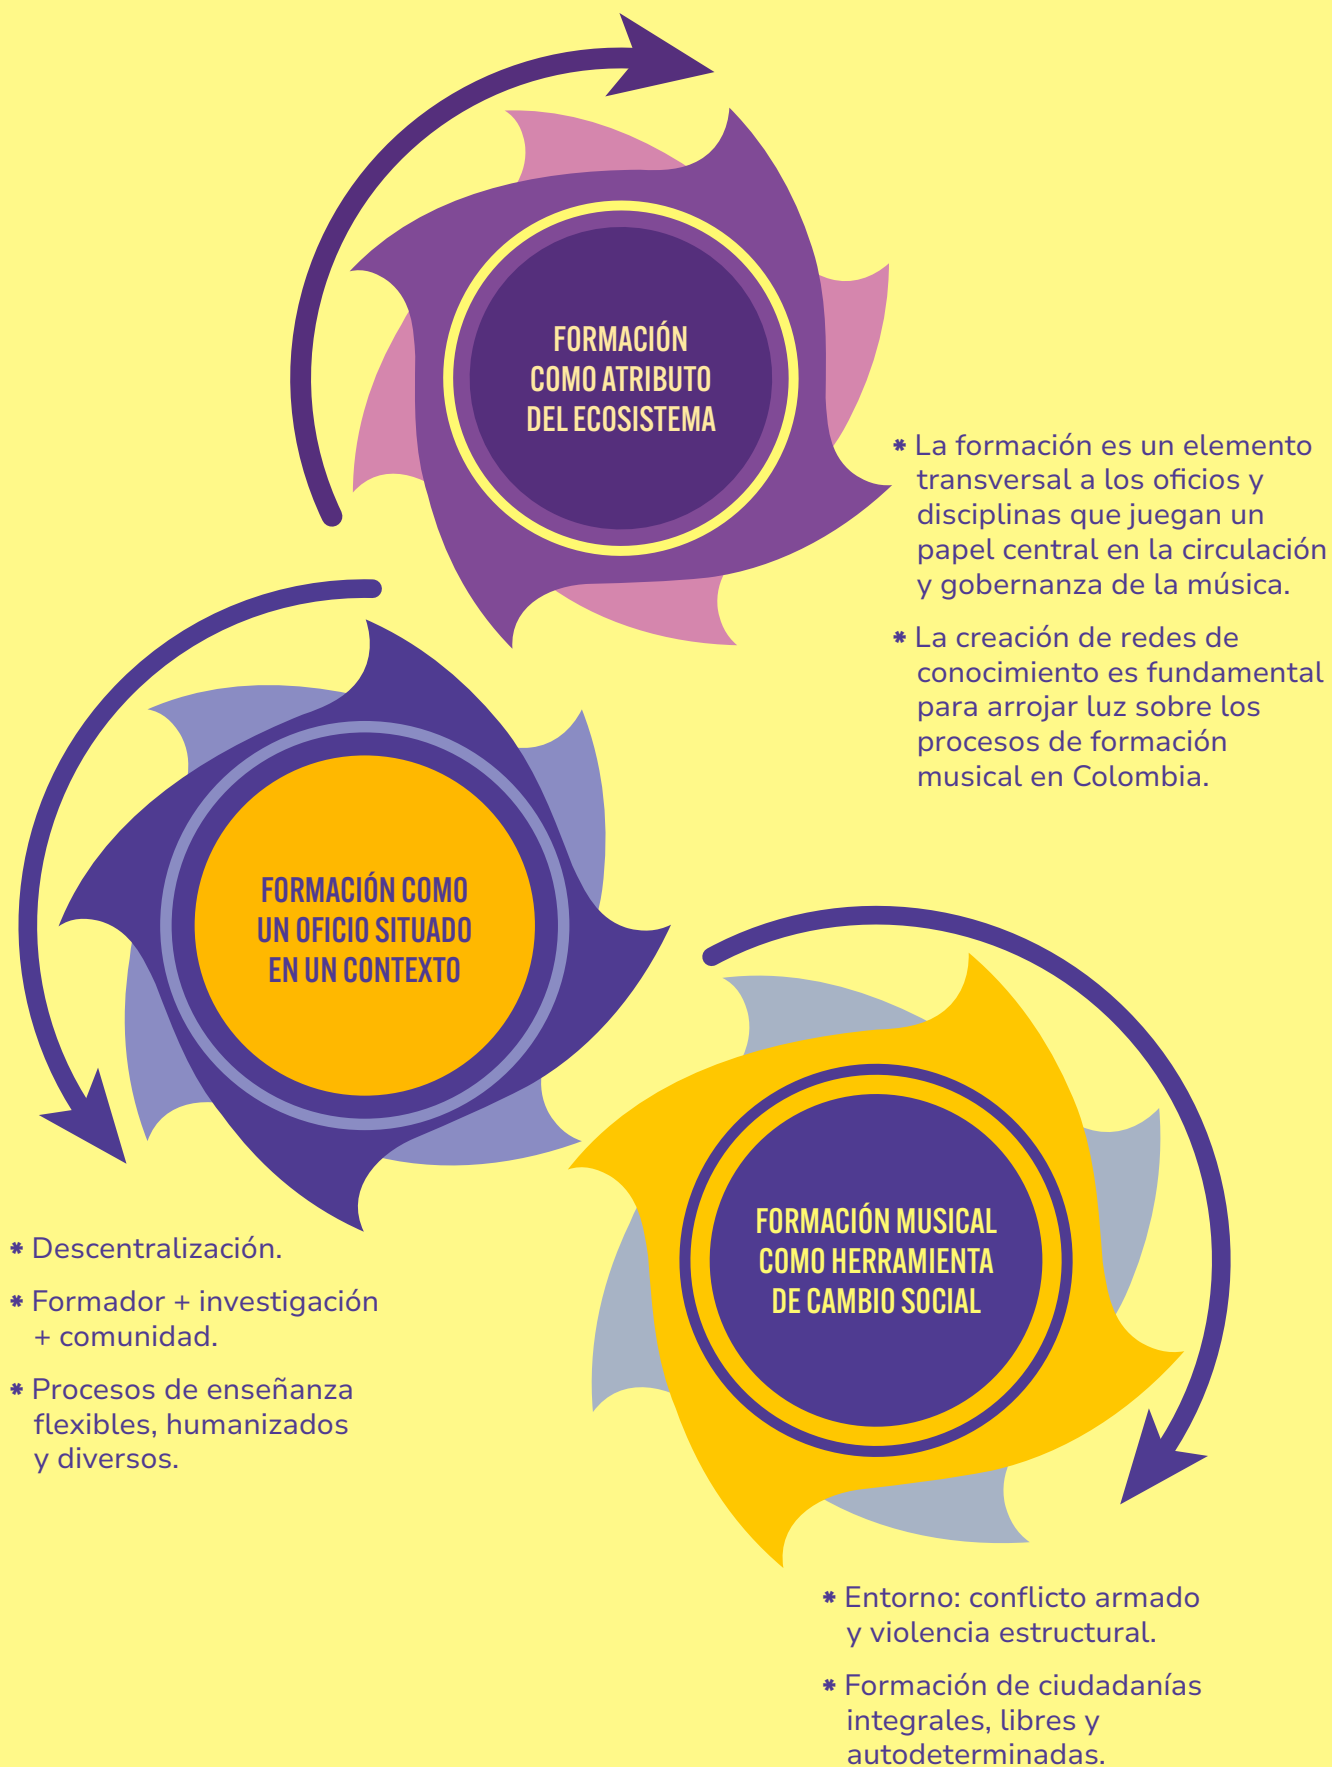 FORMACIÓN
COMO ATRIBUTO
DEL ECOSISTEMA
* La formación es un elemento
transversal a los oficios y
disciplinas que juegan un
papel central en la circulación
y gobernanza de la música.
* La creación de redes de
conocimiento es fundamental
para arrojar luz sobre los
procesos de formación
musical en Colombia.
FORMACIÓN COMO
UN OFICIO SITUADO
EN UN CONTEXTO
* Descentralización.
* Formador + investigación
+ comunidad.
* Procesos de enseñanza
flexibles, humanizados
y diversos.
FORMACIÓN MUSICAL
COMO HERRAMIENTA
DE CAMBIO SOCIAL
* Entorno: conflicto armado
y violencia estructural.
* Formación de ciudadanías
integrales, libres y
autodeterminadas.